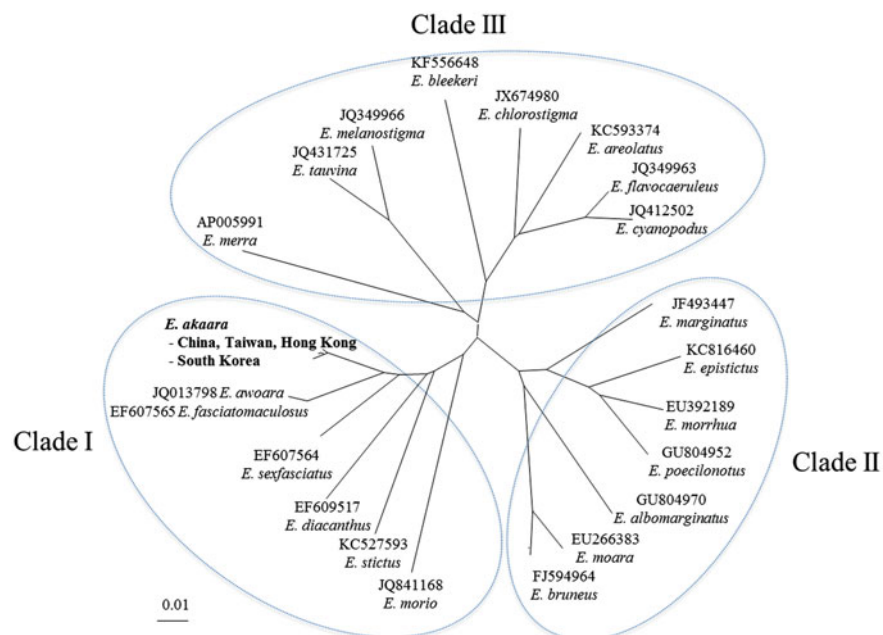 Clade III
KF556648
E. bleekeri
JX674980
E. chlorostigma
JQ349966
E. melanostigma
KC593374
E. areolatus
JQ431725
E. tauvina
JQ349963
E. flavocaeruleus
JQ412502
E. cyanopodus
AP005991
E. merra
E. akaara
- China, Taiwan, Hong Kong
- South Korea
JQ013798 E. awoara
EF607565 E. fasciatomaculosus
EF607564
E. sexfasciatus
EF609517
E. diacanthus
KC527593
E. stictus
JQ841168
E. morio
Clade I
JF493447
E. marginatus
KC816460
E. epistictus
EU392189
E. morrhua
GU804952
E. poecilonotus
GU804970
E. albomarginatus
EU266383
E. moara
FJ594964
E. bruneus
Clade II
0.01